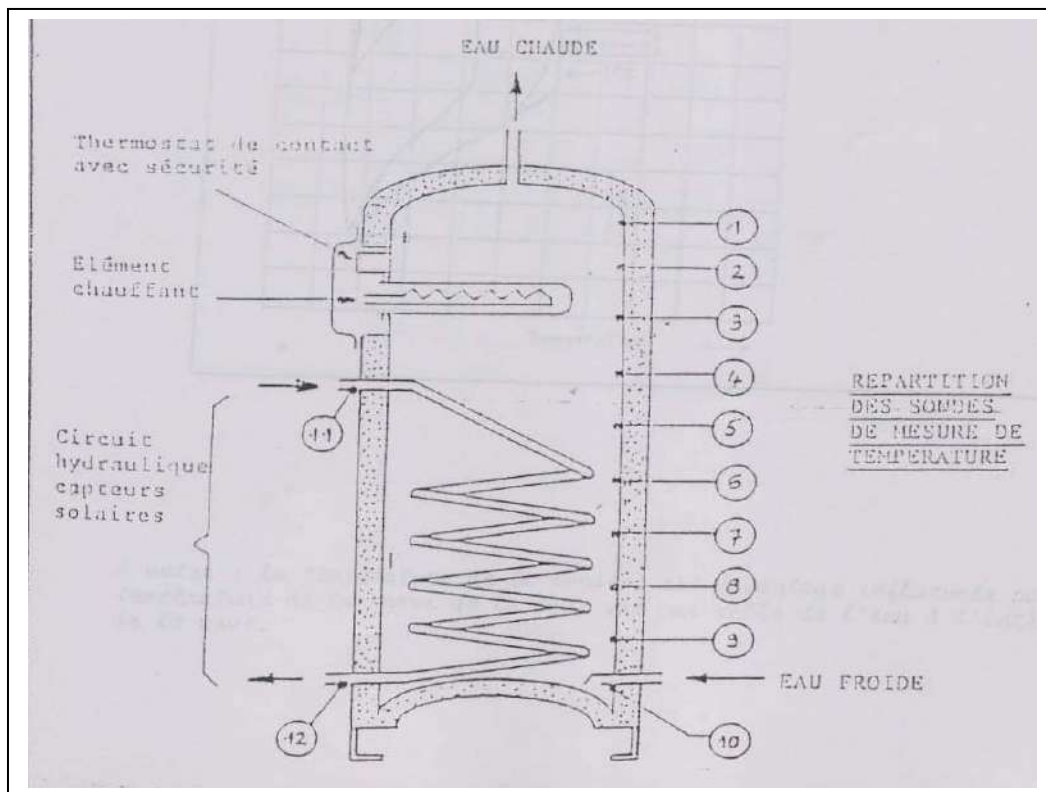 EAU CHAUDE
Thermostat de contact
avec sécurité
1
2
Elément
chauffant
3
4
REPARTITION
DES SONDES
DE MESURE DE
TEMPERATURE
11
5
Circuit
hydraulique
capteurs
solaires
6
7
8
9
EAU FROIDE
12
10